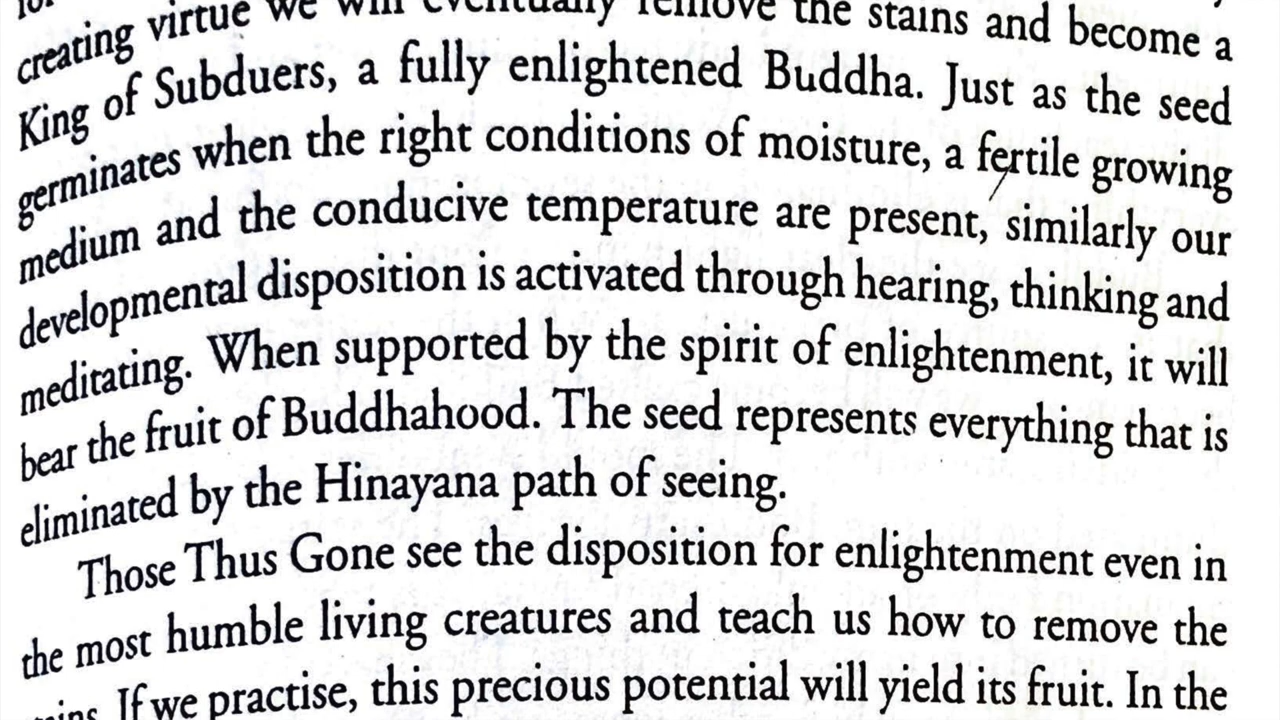 creating virtue we will eventually remove the stains and become a
King of Subduers, a fully enlightened Buddha. Just as the seed
germinates when the right conditions of moisture, a fertile growing
medium and the conducive temperature are present, similarly our
developmental disposition is activated through hearing, thinking and
meditating. When supported by the spirit of enlightenment, it will
bear the fruit of Buddhahood. The seed represents everything that is
eliminated by the Hinayana path of seeing.
Those Thus Gone see the disposition for enlightenment even in
the most humble living creatures and teach us how to remove the
If we practise, this precious potential will yield its fruit. In the